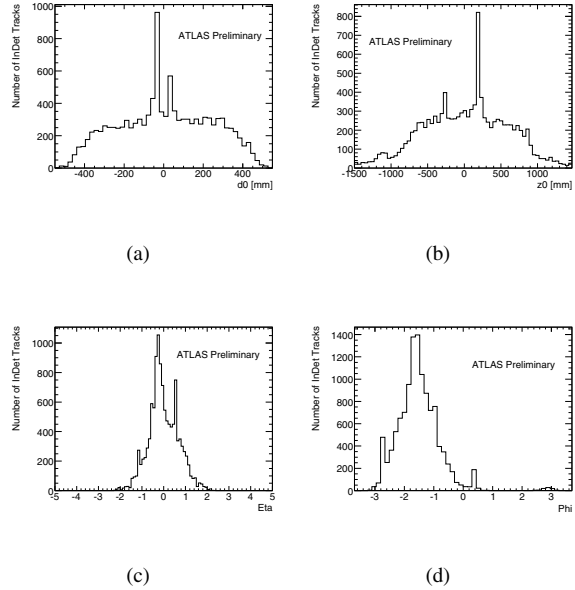 Number of InDet Tracks
1000
800
600
400
200
0
ATLAS Preliminary
-400 -200 0 200 400
d0 [mm]
(a)
Number of InDet Tracks
800
700
600
500
400
300
200
100
0
ATLAS Preliminary
-1500 -1000 -500 0 500 1000
z0 [mm]
(b)
Number of InDet Tracks
1000
800
600
400
200
0
ATLAS Preliminary
-5 -4 -3 -2 -1 0 1 2 3 4 5
Eta
(c)
Number of InDet Tracks
1400
1200
1000
800
600
400
200
0
ATLAS Preliminary
-3 -2 -1 0 1 2 3
Phi
(d)